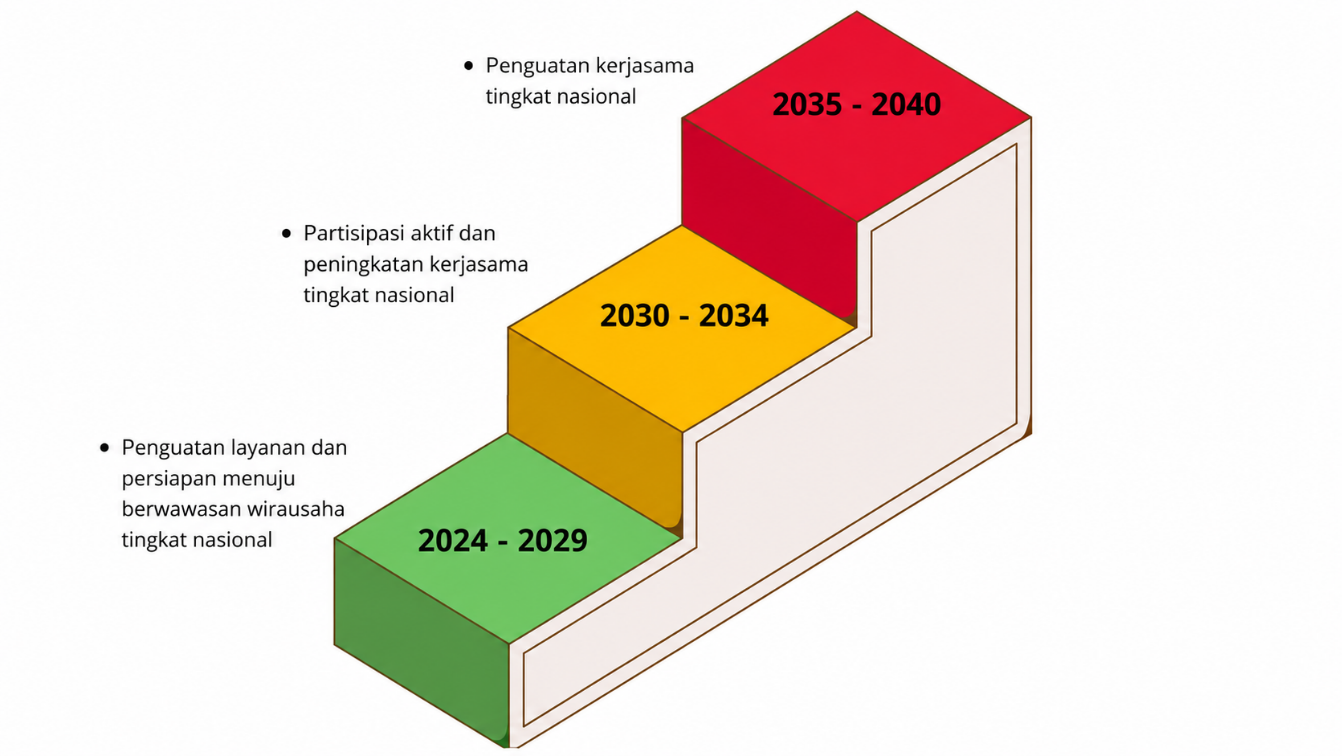 • Penguatan kerjasama
tingkat nasional
2035 - 2040
• Partisipasi aktif dan
peningkatan kerjasama
tingkat nasional
2030 - 2034
• Penguatan layanan dan
persiapan menuju
berwawasan wirausaha
tingkat nasional
2024 - 2029